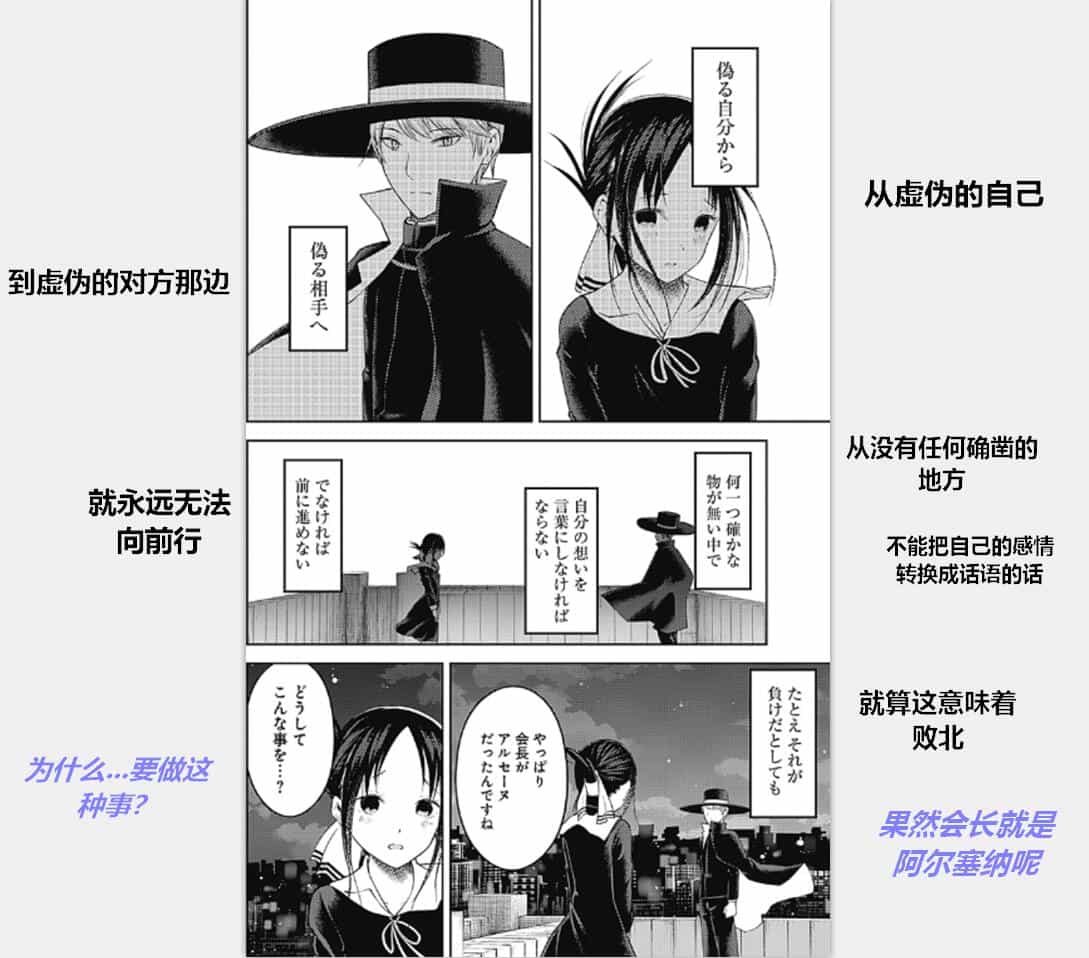 偽る自分から
从虚伪的自己
偽る相手へ
到虚伪的对方那边
何一つ確かな
物が無い中で
从没有任何确凿的
地方
自分の想いを
言葉にしなければ
ならない
不能把自己的感情
转换成话语的话
でなければ
前に進めない
就永远无法
向前行
たとえ それが
負けだとしても
就算这意味着
败北
やっぱり
会長が
アルセーヌ
だったんですね
果然会长就是
阿尔塞纳呢
どうして
こんな事を…?
为什么...要做这
种事?